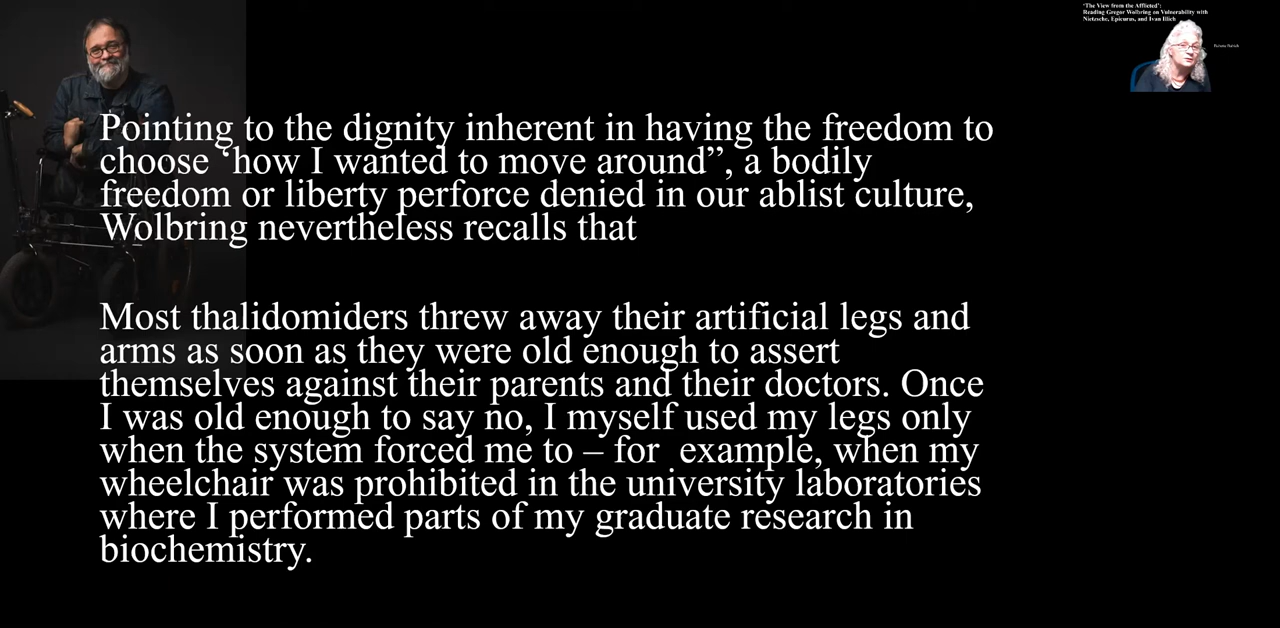 'The View from the Afflicted':
Reading Gregor Wolbring on Vulnerability with
Nietzsche, Epicurus, and Ivan Illich
Pointing to the dignity inherent in having the freedom to
choose 'how I wanted to move around”, a bodily
freedom or liberty perforce denied in our ablist culture,
Wolbring nevertheless recalls that
Most thalidomiders threw away their artificial legs and
arms as soon as they were old enough to assert
themselves against their parents and their doctors. Once
I was old enough to say no, I myself used my legs only
when the system forced me to – for  example, when my
wheelchair was prohibited in the university laboratories
where I performed parts of my graduate research in
biochemistry.